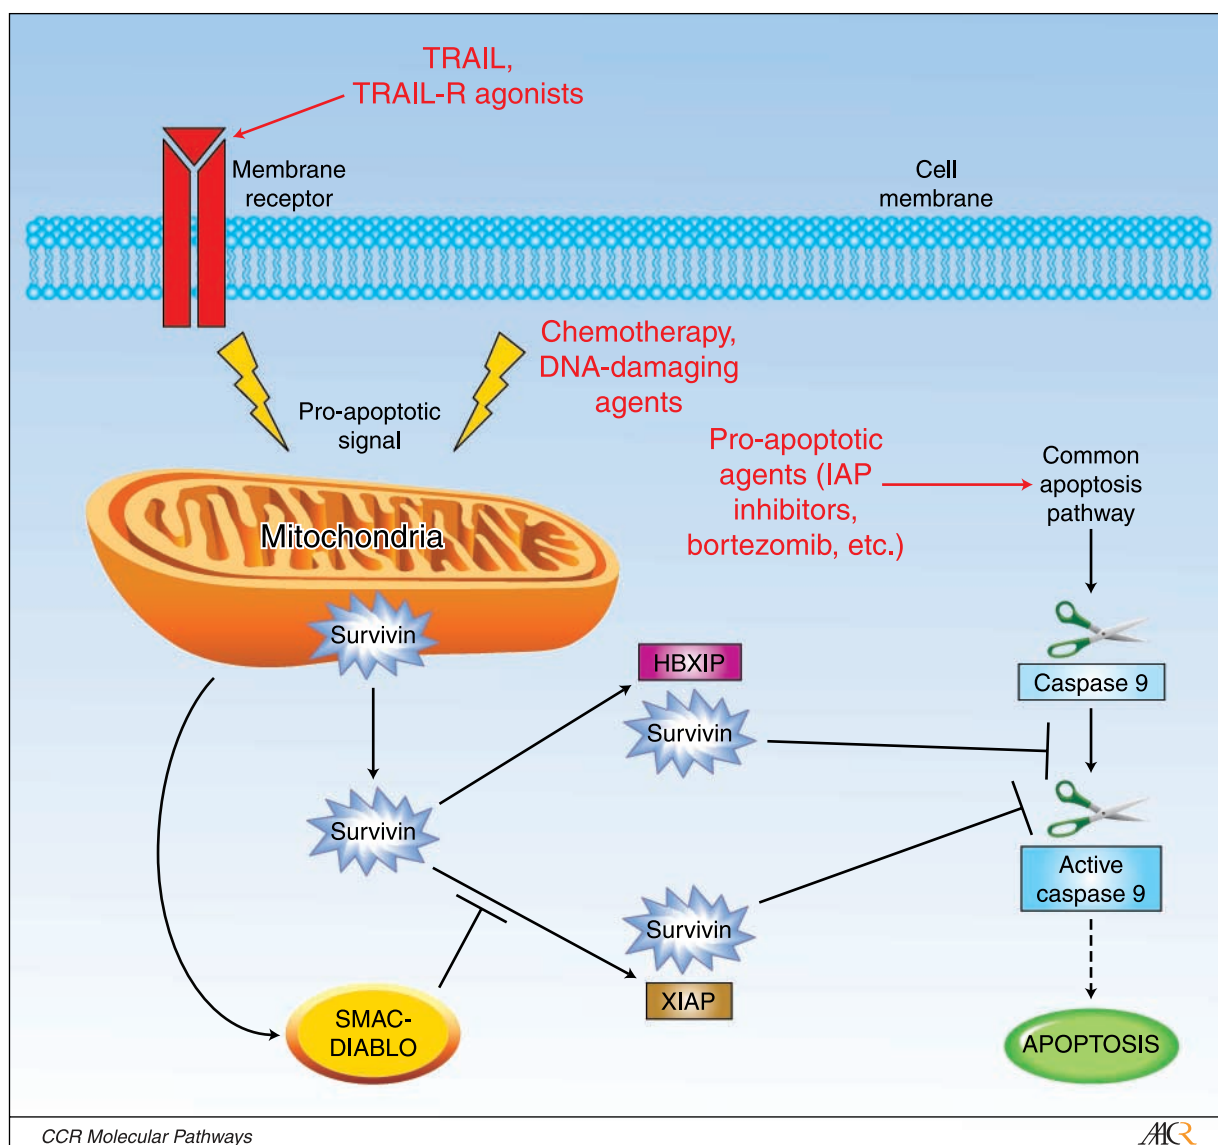 TRAIL,
TRAIL-R agonists
Membrane
receptor
Cell
membrane
Chemotherapy,
DNA-damaging
agents
Pro-apoptotic
signal
Pro-apoptotic
agents (IAP
inhibitors,
bortezomib, etc.)
Common
apoptosis
pathway
Mitochondria
Survivin
HBXIP
Caspase 9
Survivin
Survivin
Active
caspase 9
Survivin
XIAP
SMAC-
DIABLO
APOPTOSIS
CCR Molecular Pathways
AACR